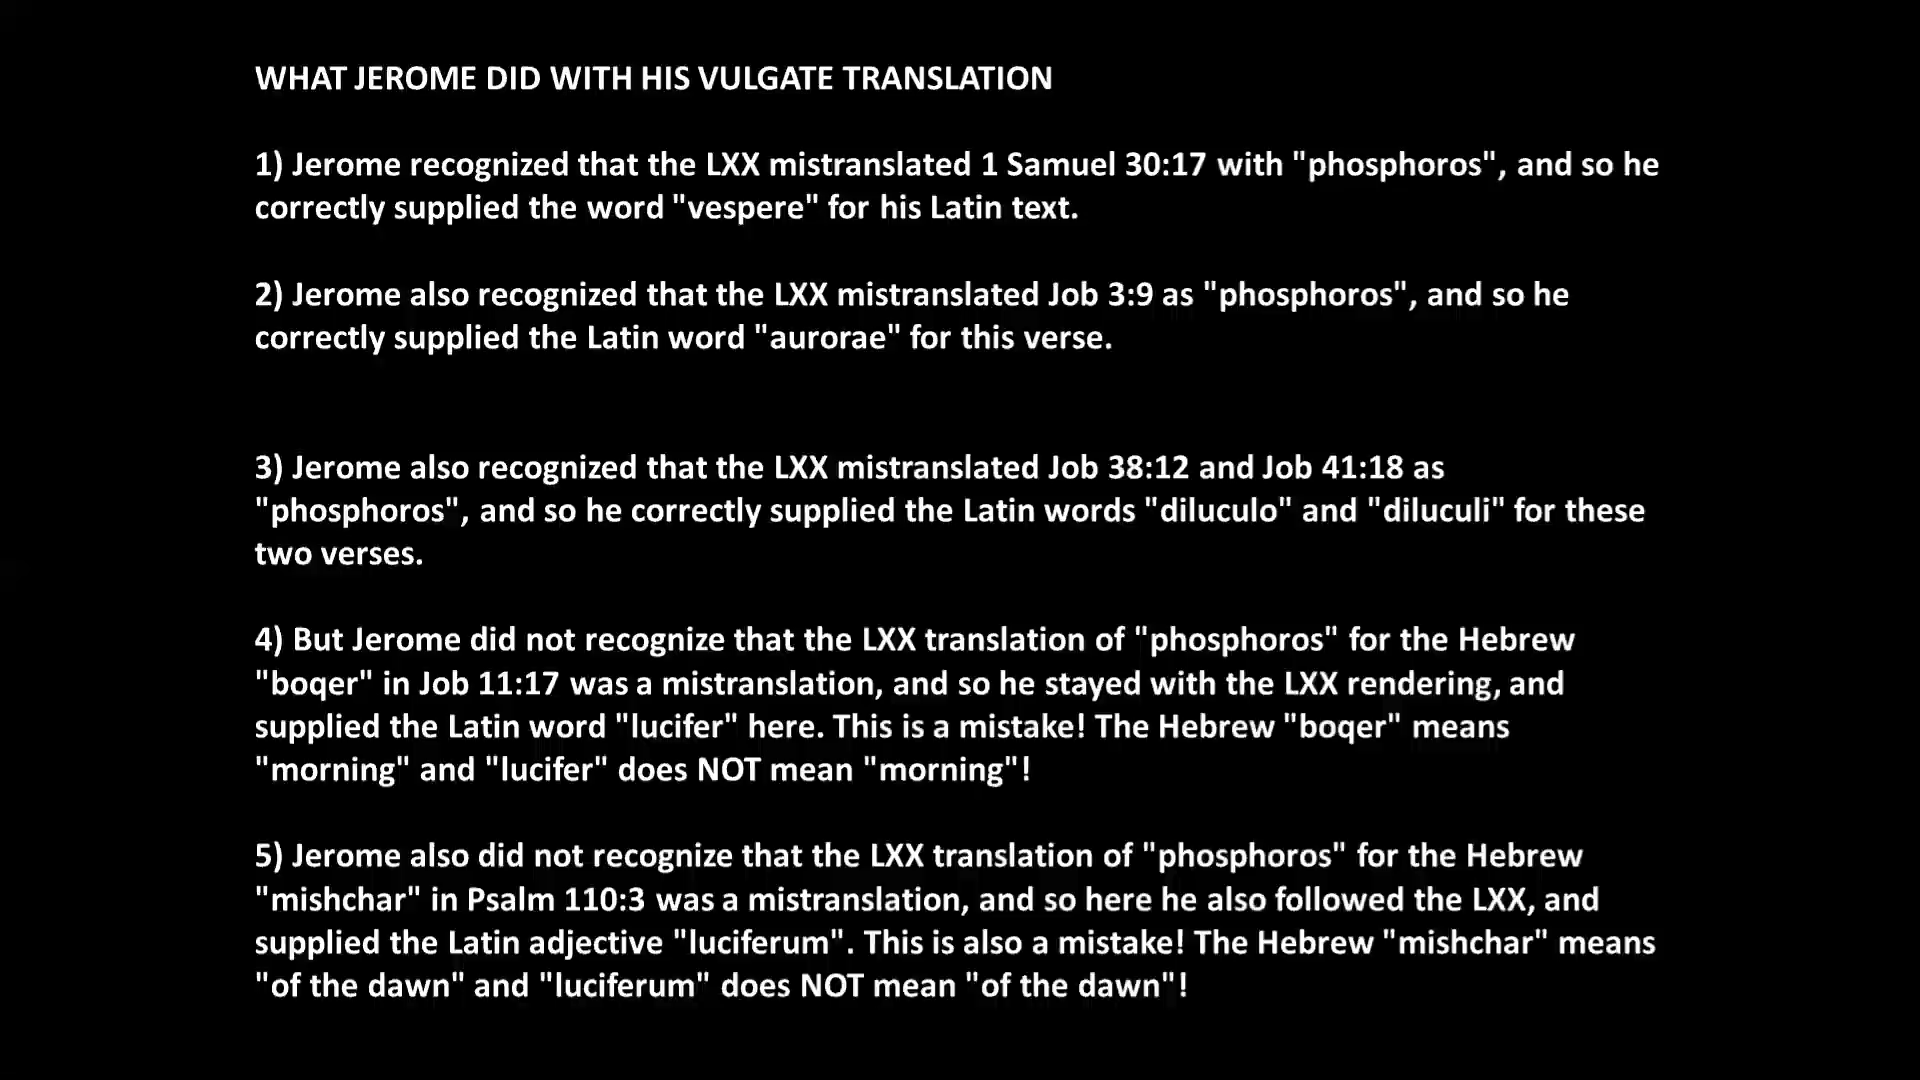 WHAT JEROME DID WITH HIS VULGATE TRANSLATION
1) Jerome recognized that the LXX mistranslated 1 Samuel 30:17 with "phosphoros", and so he
correctly supplied the word "vespere" for his Latin text.
2) Jerome also recognized that the LXX mistranslated Job 3:9 as "phosphoros", and so he
correctly supplied the Latin word "aurorae" for this verse.
3) Jerome also recognized that the LXX mistranslated Job 38:12 and Job 41:18 as
"phosphoros", and so he correctly supplied the Latin words "diluculo" and "diluculi" for these
two verses.
4) But Jerome did not recognize that the LXX translation of "phosphoros" for the Hebrew
"boqer" in Job 11:17 was a mistranslation, and so he stayed with the LXX rendering, and
supplied the Latin word "lucifer" here. This is a mistake! The Hebrew "boqer" means
"morning" and "lucifer" does NOT mean "morning"!
5) Jerome also did not recognize that the LXX translation of "phosphoros" for the Hebrew
"mishchar" in Psalm 110:3 was a mistranslation, and so here he also followed the LXX, and
supplied the Latin adjective "luciferum". This is also a mistake! The Hebrew "mishchar" means
"of the dawn" and "luciferum" does NOT mean "of the dawn"!